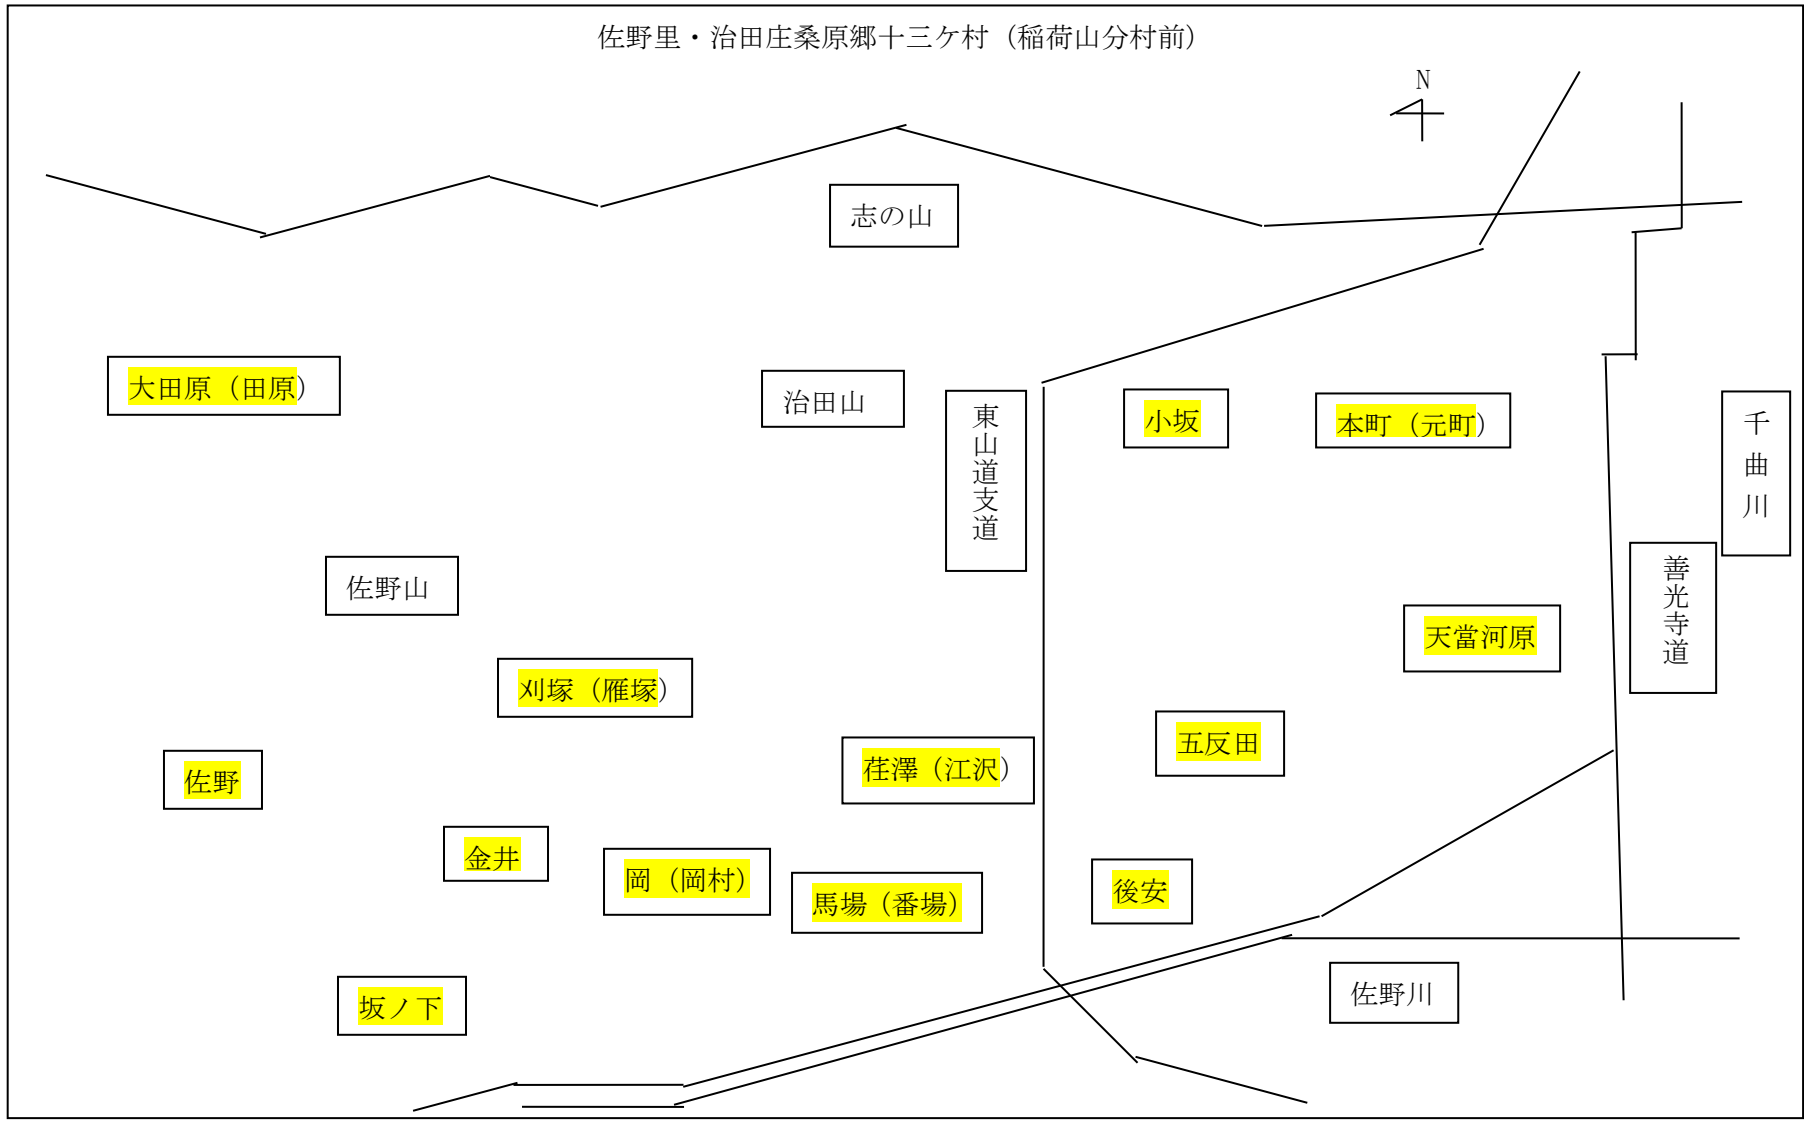 佐野里・治田庄桑原郷十三ケ村（稲荷山分村前）
N
志の山
大田原（田原）
治田山
東山道支道
小坂
本町（元町）
千曲川
佐野山
善光寺道
天當河原
刈塚（雁塚）
五反田
荏澤（江沢）
佐野
金井
岡（岡村）
馬場（番場）
後安
坂ノ下
佐野川